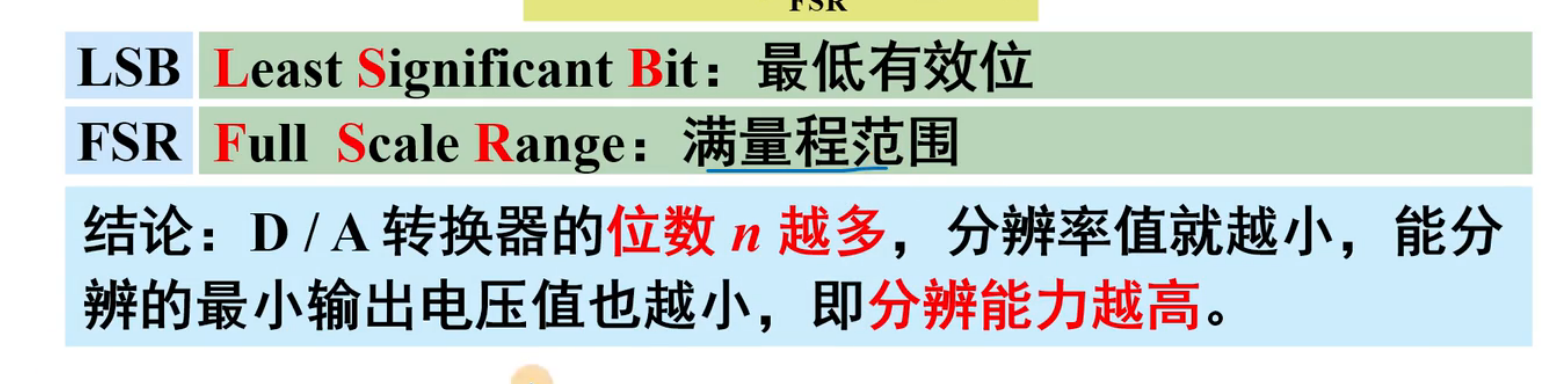 FSR
LSB Least Significant Bit：最低有效位
FSR Full Scale Range：满量程范围
结论：D / A 转换器的位数 n 越多，分辨率值就越小，能分
辨的最小输出电压值也越小，即分辨能力越高。